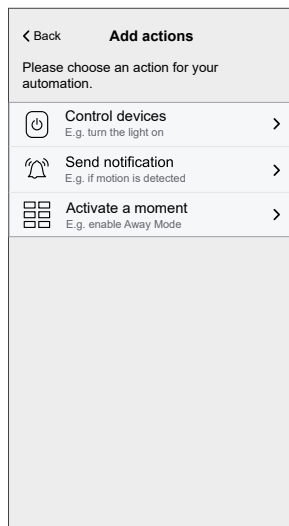 Back
Add actions
Please choose an action for your
automation.
Control devices
E.g. turn the light on
Send notification
E.g. if motion is detected
Activate a moment
E.g. enable Away Mode